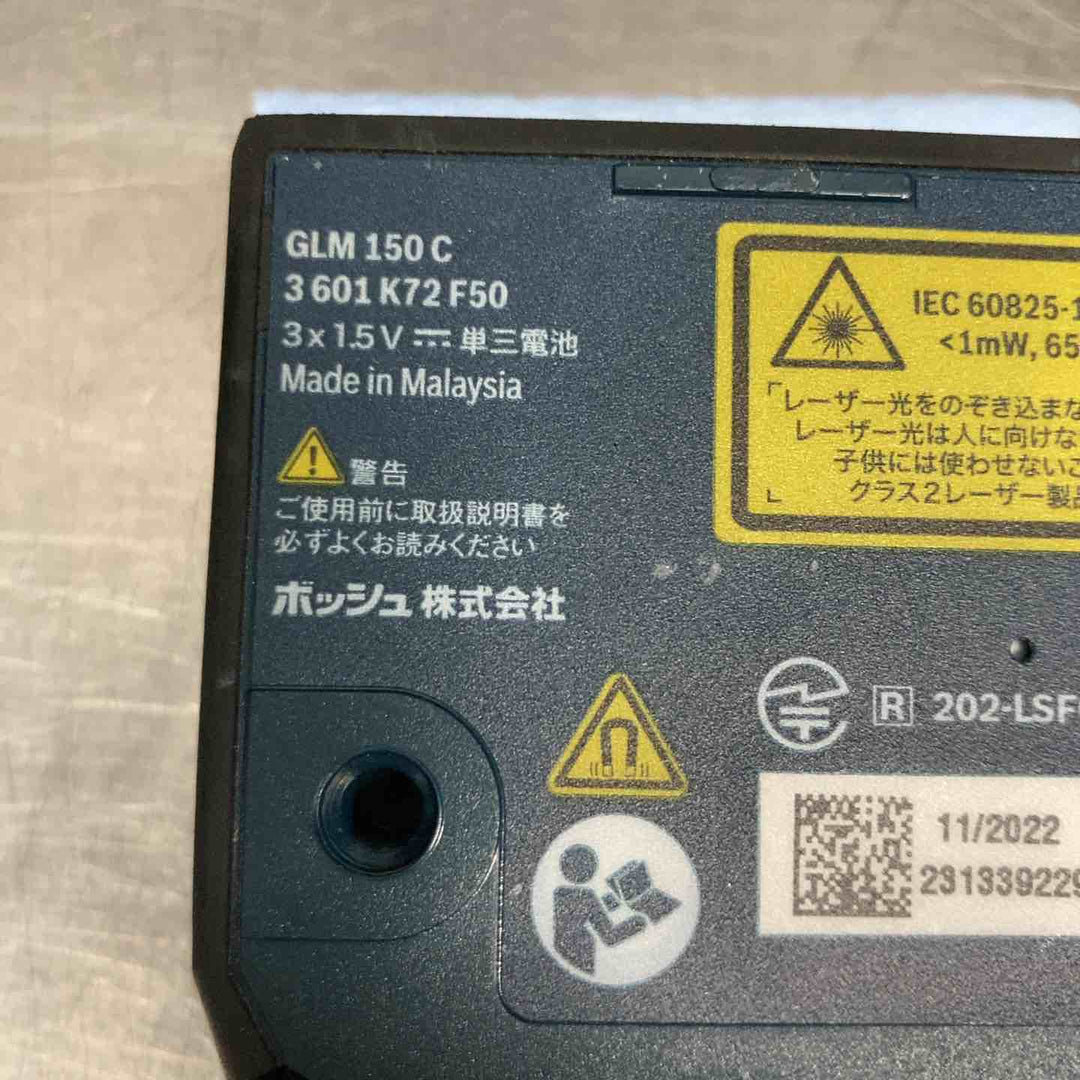 GLM 150 C
3 601 K72 F50
3 x 1.5 V ⎓ 単三電池
Made in Malaysia
警告
ご使用前に取扱説明書を
必ずよくお読みください
ボッシュ 株式会社
IEC 60825-1
<1mW, 65
「レーザー光をのぞき込まな
レーザー光は人に向けな
子供には使わせないこ
」 クラス2レーザー製品
R 202-LSF
11/2022
231339229